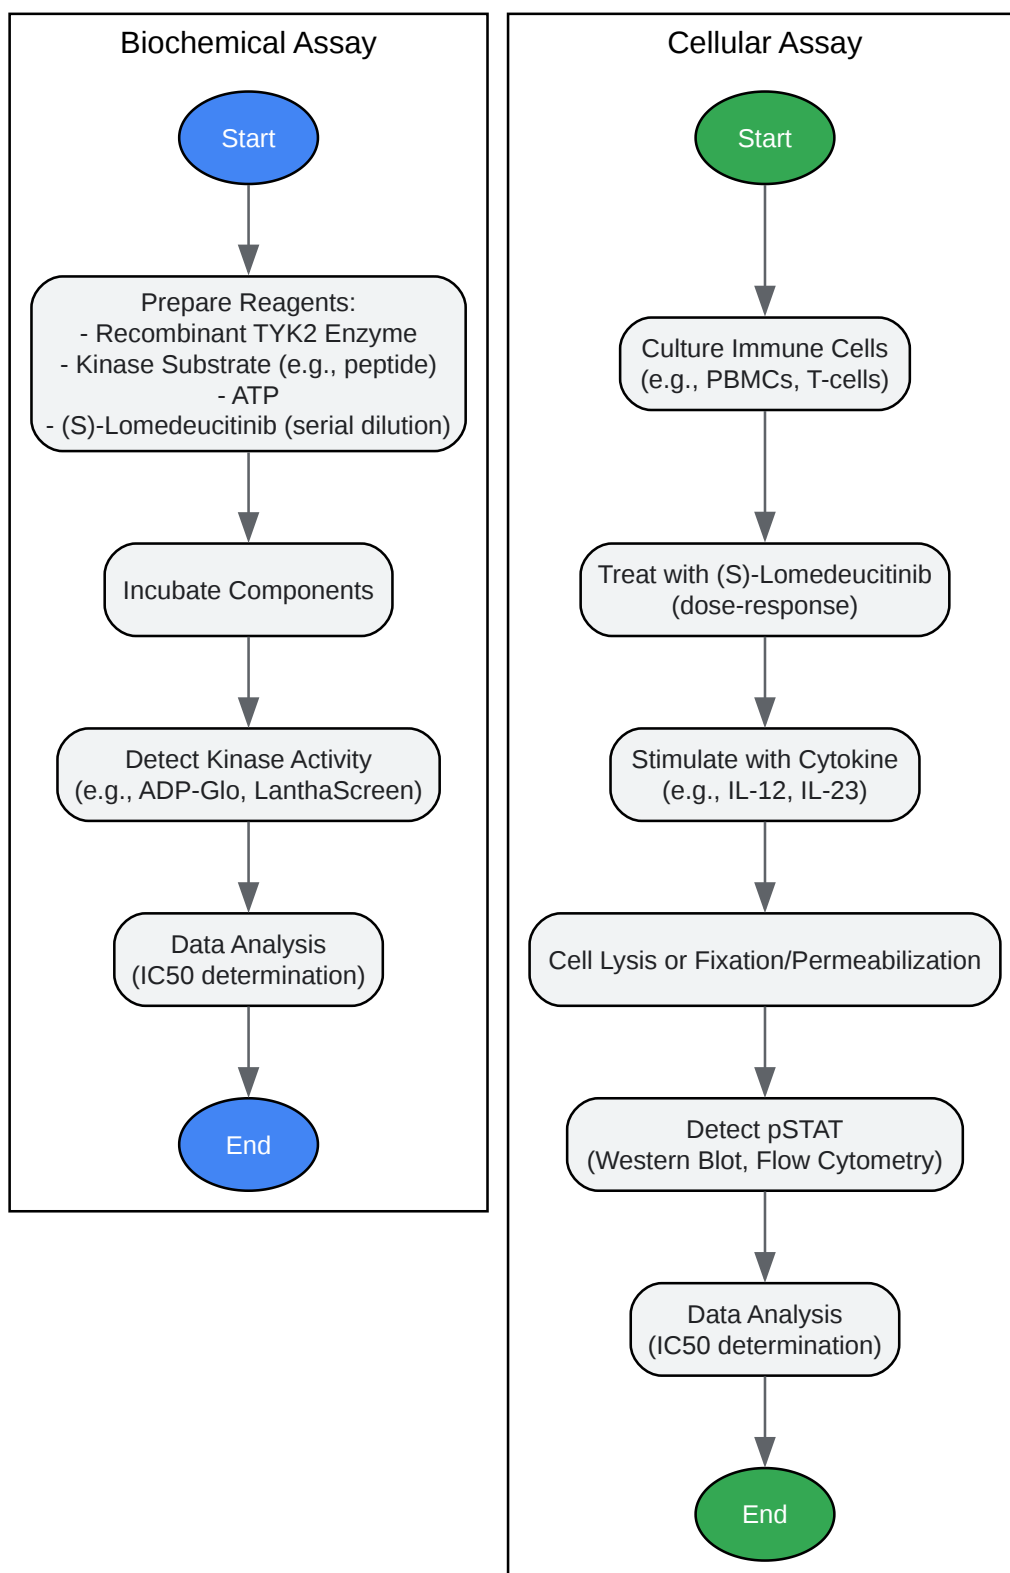 Biochemical Assay
Start
Prepare Reagents:
- Recombinant TYK2 Enzyme
- Kinase Substrate (e.g., peptide)
- ATP
- (S)-Lomedeucitinib (serial dilution)
Incubate Components
Detect Kinase Activity
(e.g., ADP-Glo, LanthaScreen)
Data Analysis
(IC50 determination)
End
Cellular Assay
Start
Culture Immune Cells
(e.g., PBMCs, T-cells)
Treat with (S)-Lomedeucitinib
(dose-response)
Stimulate with Cytokine
(e.g., IL-12, IL-23)
Cell Lysis or Fixation/Permeabilization
Detect pSTAT
(Western Blot, Flow Cytometry)
Data Analysis
(IC50 determination)
End